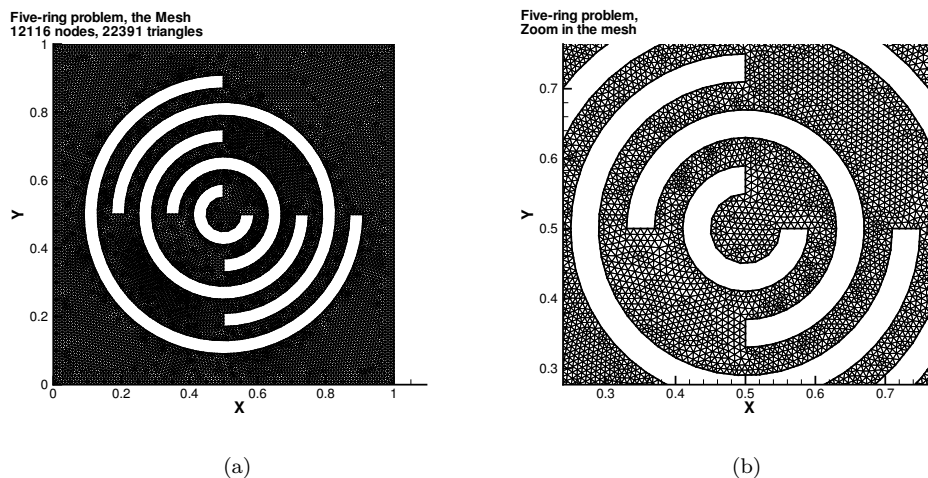 Five-ring problem, the Mesh
12116 nodes, 22391 triangles
1
0.8
0.6
Y
0.4
0.2
0
0 0.2 0.4 0.6 0.8 1
X
(a)
Five-ring problem,
Zoom in the mesh
0.7
0.6
Y
0.5
0.4
0.3
0.3 0.4 0.5 0.6 0.7
X
(b)